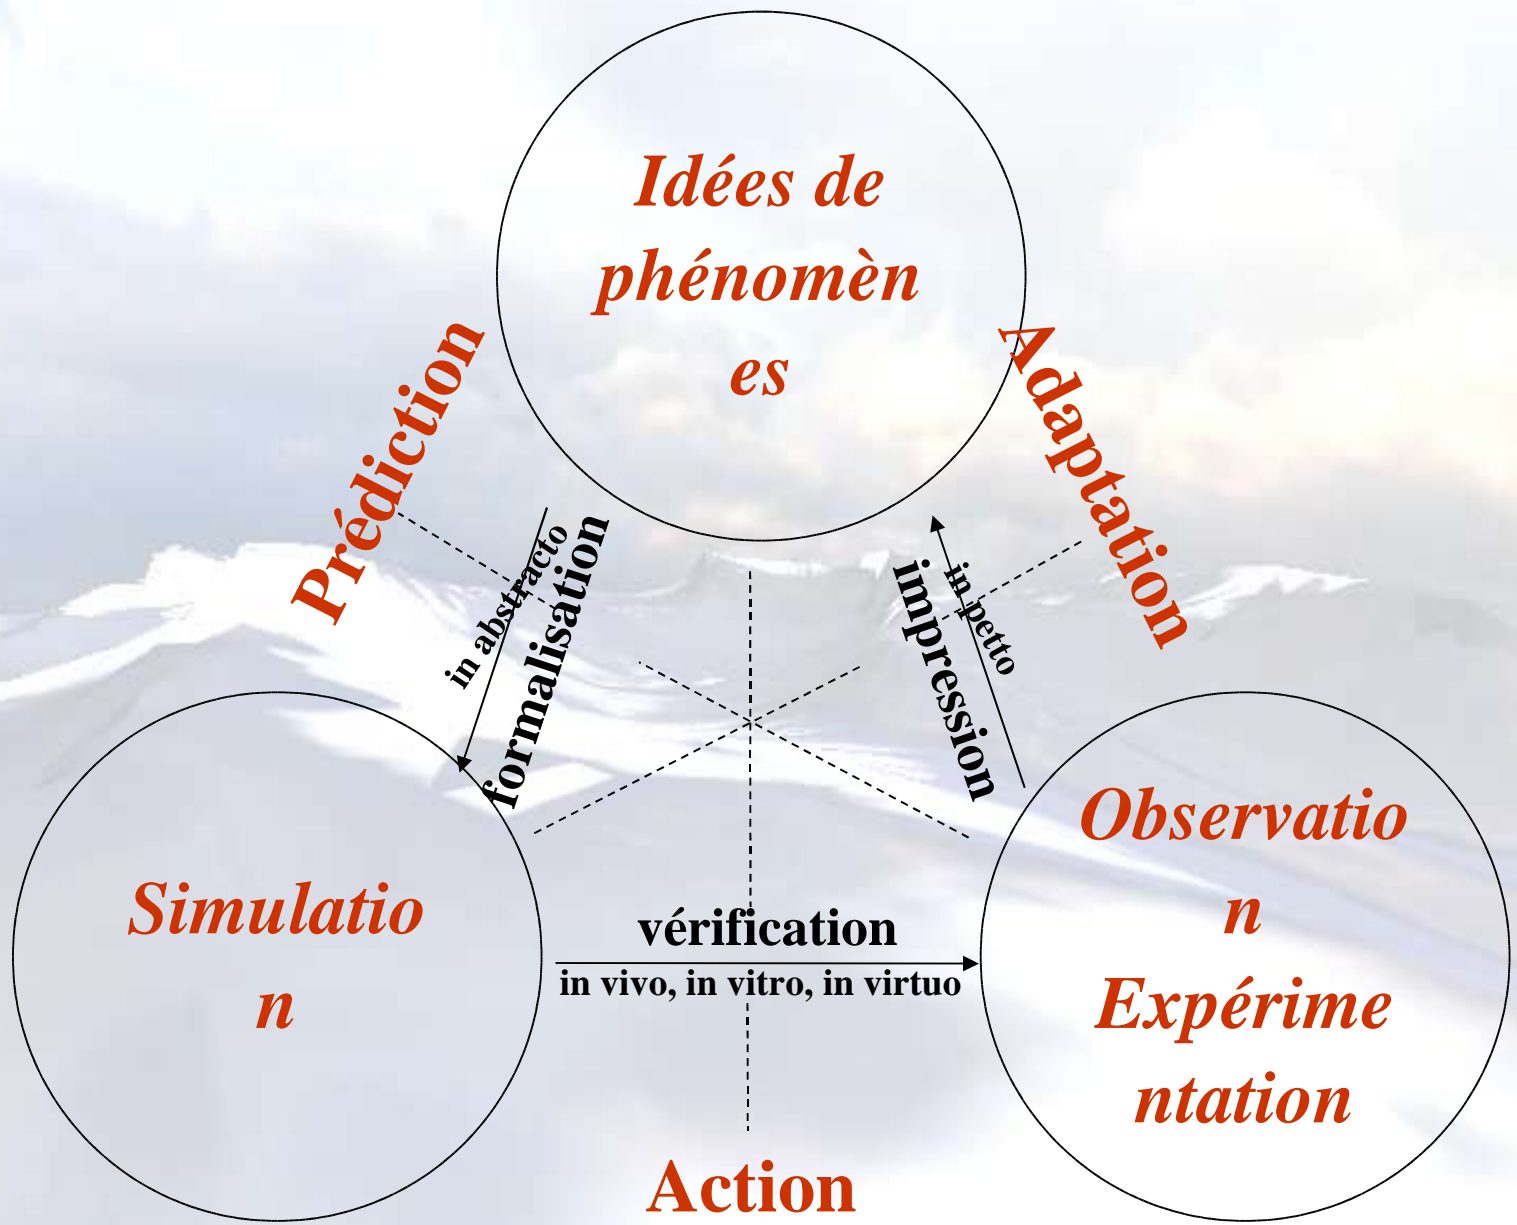 Idées de
phénomèn
es
Prédiction
Adaptation
in abstracto
formalisation
impression
in petto
Simulatio
n
vérification
in vivo, in vitro, in virtuo
Observatio
n
Expérime
ntation
Action